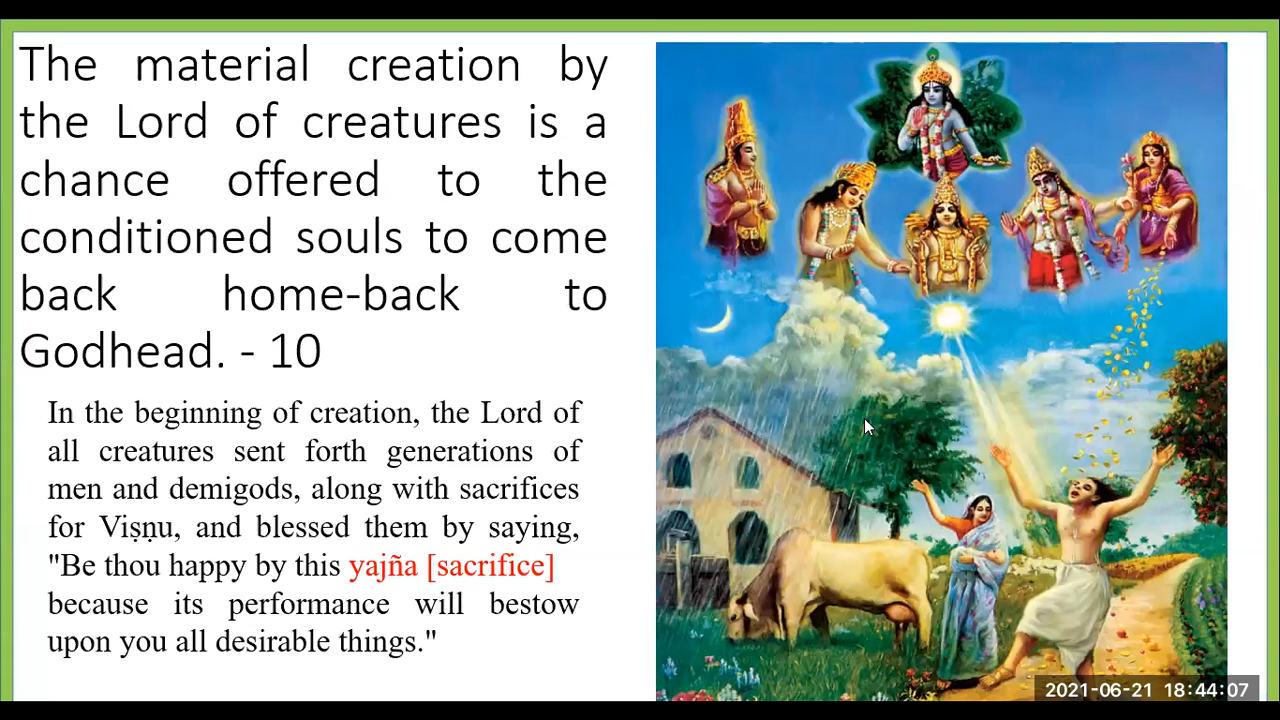 The material creation by
the Lord of creatures is a
chance offered to the
conditioned souls to come
back home-back to
Godhead. - 10
In the beginning of creation, the Lord of
all creatures sent forth generations of
men and demigods, along with sacrifices
for Viṣṇu, and blessed them by saying,
"Be thou happy by this yajña [sacrifice]
because its performance will bestow
upon you all desirable things."
2021-06-21 18:44:07